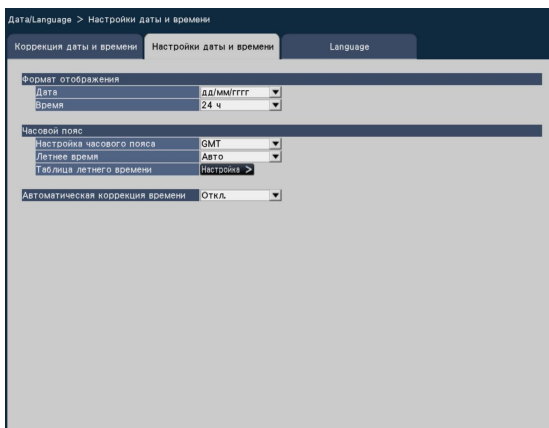 Дата/Language > Настройки даты и времени
Коррекция даты и времени Настройки даты и времени Language
Формат отображения
Дата дд/мм/гггг
Время 24 ч
Часовой пояс
Настройка часового пояса GMT
Летнее время Авто
Таблица летнего времени Настройка >
Автоматическая коррекция времени Откл.